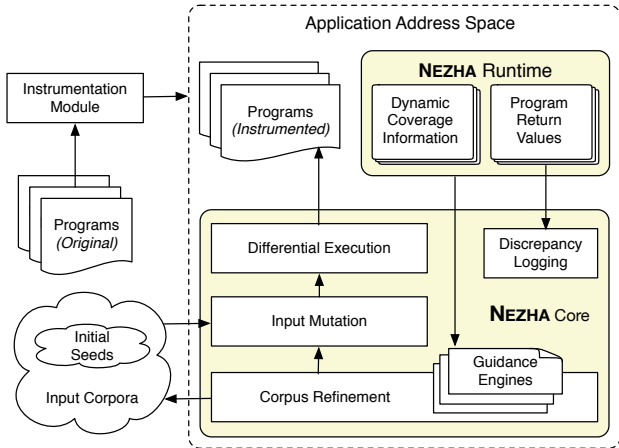 Application Address Space
Instrumentation
Module
Programs
(Original)
Programs
(Instrumented)
NEZHA Runtime
Dynamic
Coverage
Information
Program
Return
Values
Differential Execution
Discrepancy
Logging
Input Mutation
NEZHA Core
Initial
Seeds
Input Corpora
Corpus Refinement
Guidance
Engines